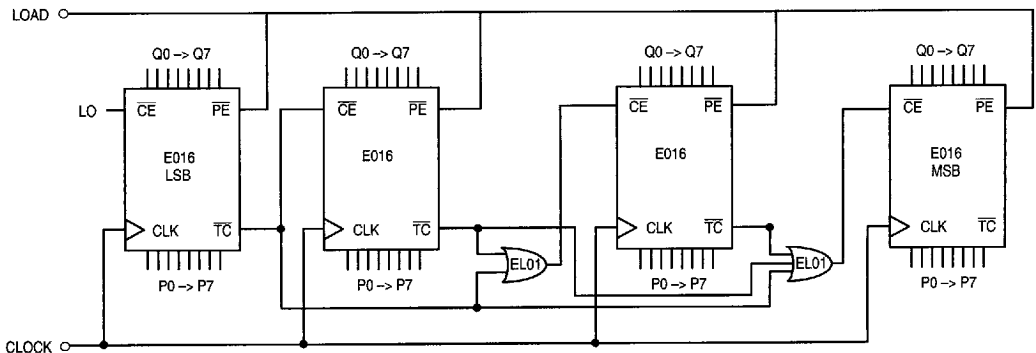 LOAD
Q0 -> Q7
Q0 -> Q7
Q0 -> Q7
Q0 -> Q7
LO
CE
PE
CE
PE
CE
PE
CE
PE
E016
LSB
E016
E016
E016
MSB
CLK
TC
CLK
TC
CLK
TC
CLK
TC
EL01
EL01
P0 -> P7
P0 -> P7
P0 -> P7
P0 -> P7
CLOCK